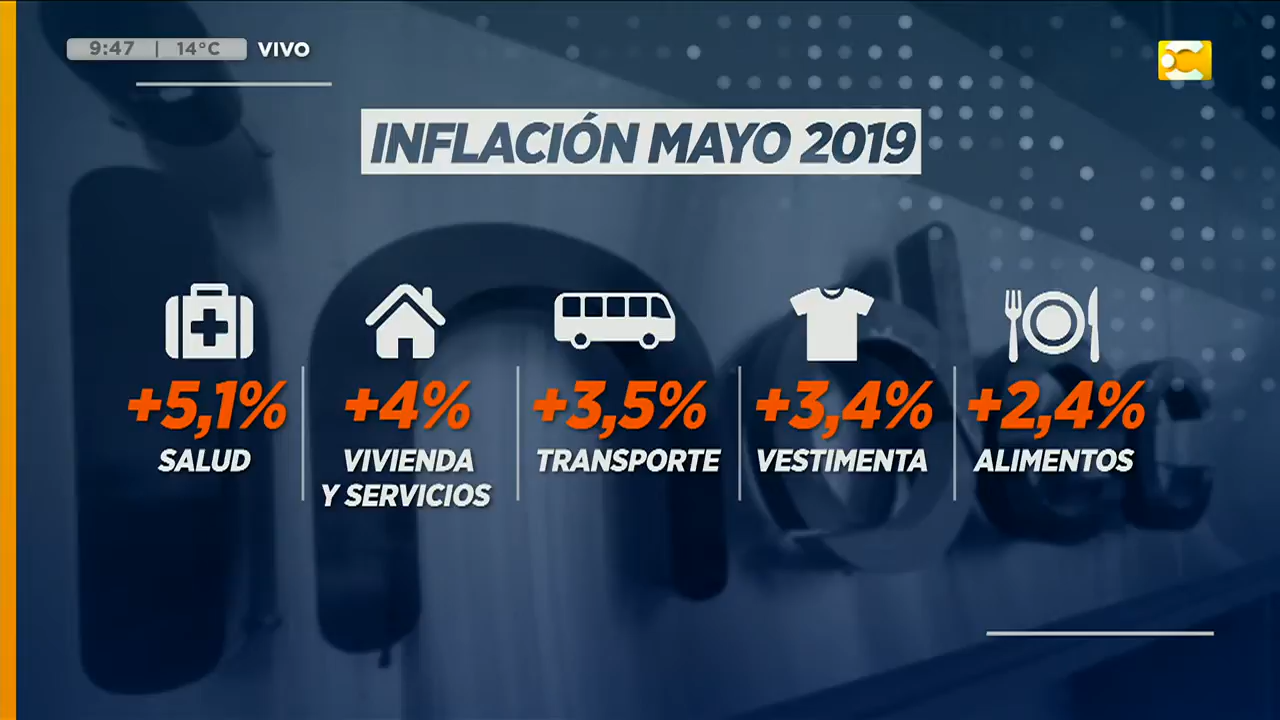 9:47 | 14°C VIVO
INFLACIÓN MAYO 2019
+5,1%
SALUD
+4%
VIVIENDA
Y SERVICIOS
+3,5%
TRANSPORTE
+3,4%
VESTIMENTA
+2,4%
ALIMENTOS
indec